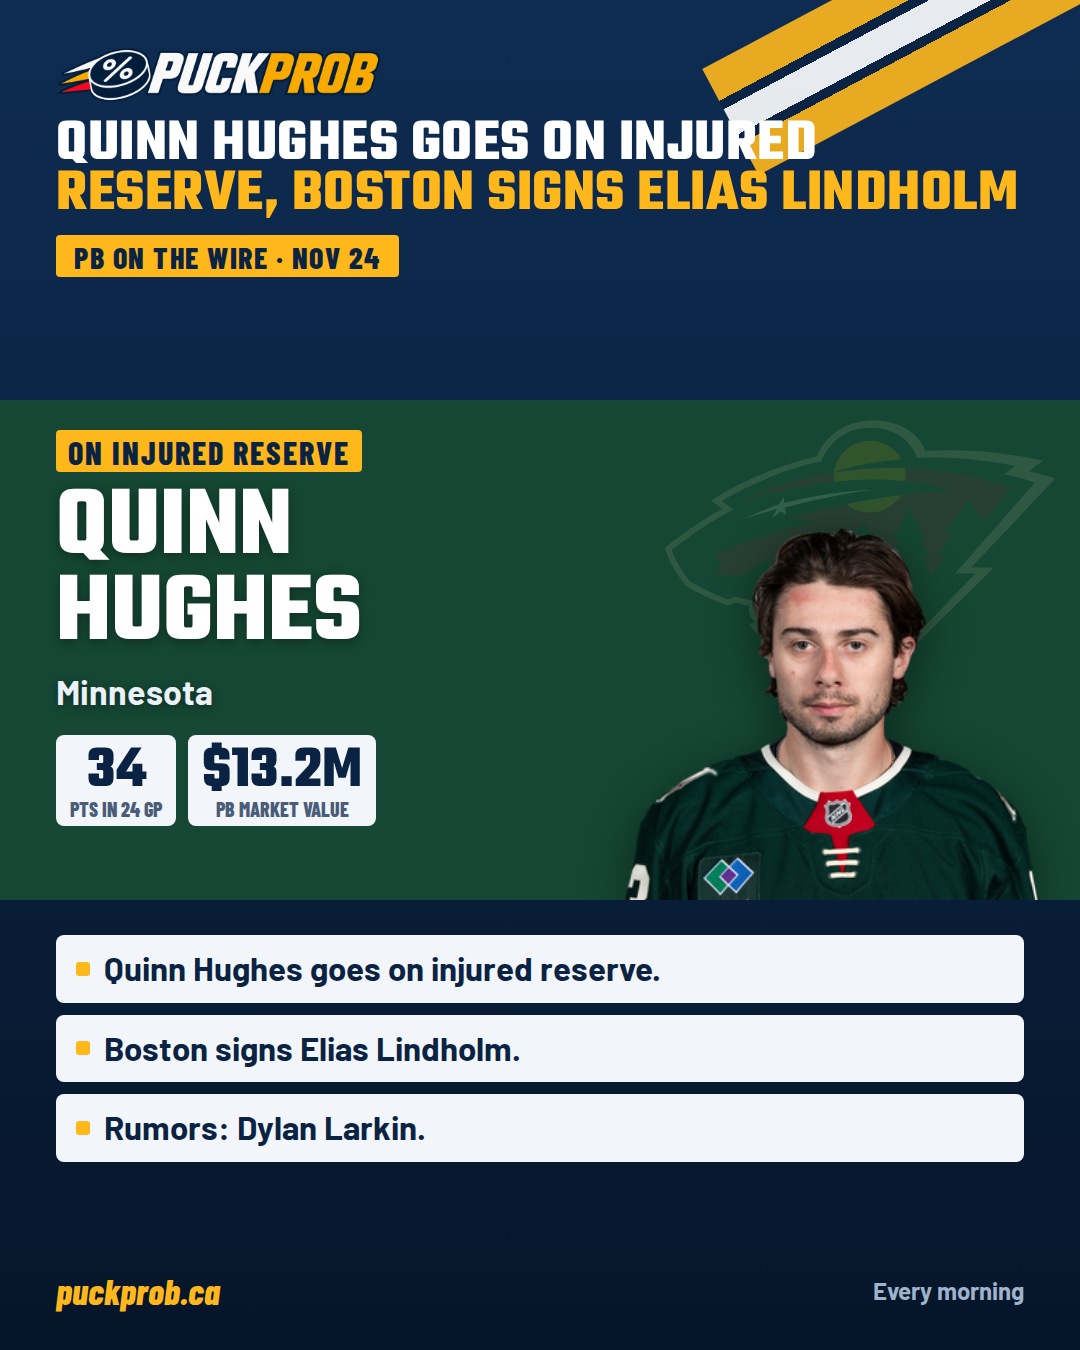 %PUCKPROB
QUINN HUGHES GOES ON INJURED
RESERVE, BOSTON SIGNS ELIAS LINDHOLM
PB ON THE WIRE · NOV 24
ON INJURED RESERVE
QUINN
HUGHES
Minnesota
34
PTS IN 24 GP
$13.2M
PB MARKET VALUE
NHL
Quinn Hughes goes on injured reserve.
Boston signs Elias Lindholm.
Rumors: Dylan Larkin.
puckprob.ca
Every morning